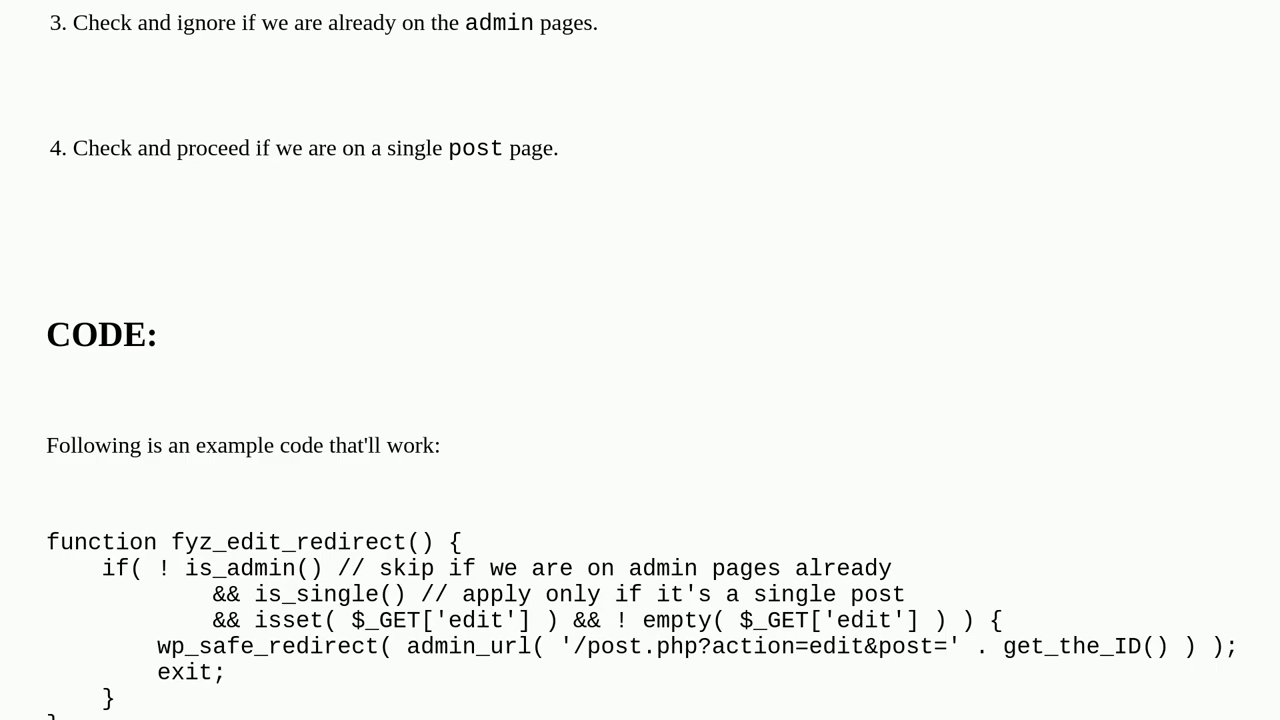 3. Check and ignore if we are already on the admin pages.
4. Check and proceed if we are on a single post page.
CODE:
Following is an example code that'll work:
function fyz_edit_redirect() {
    if( ! is_admin() // skip if we are on admin pages already
            && is_single() // apply only if it's a single post
            && isset( $_GET['edit'] ) && ! empty( $_GET['edit'] ) ) {
        wp_safe_redirect( admin_url( '/post.php?action=edit&post=' . get_the_ID() ) );
        exit;
    }
}